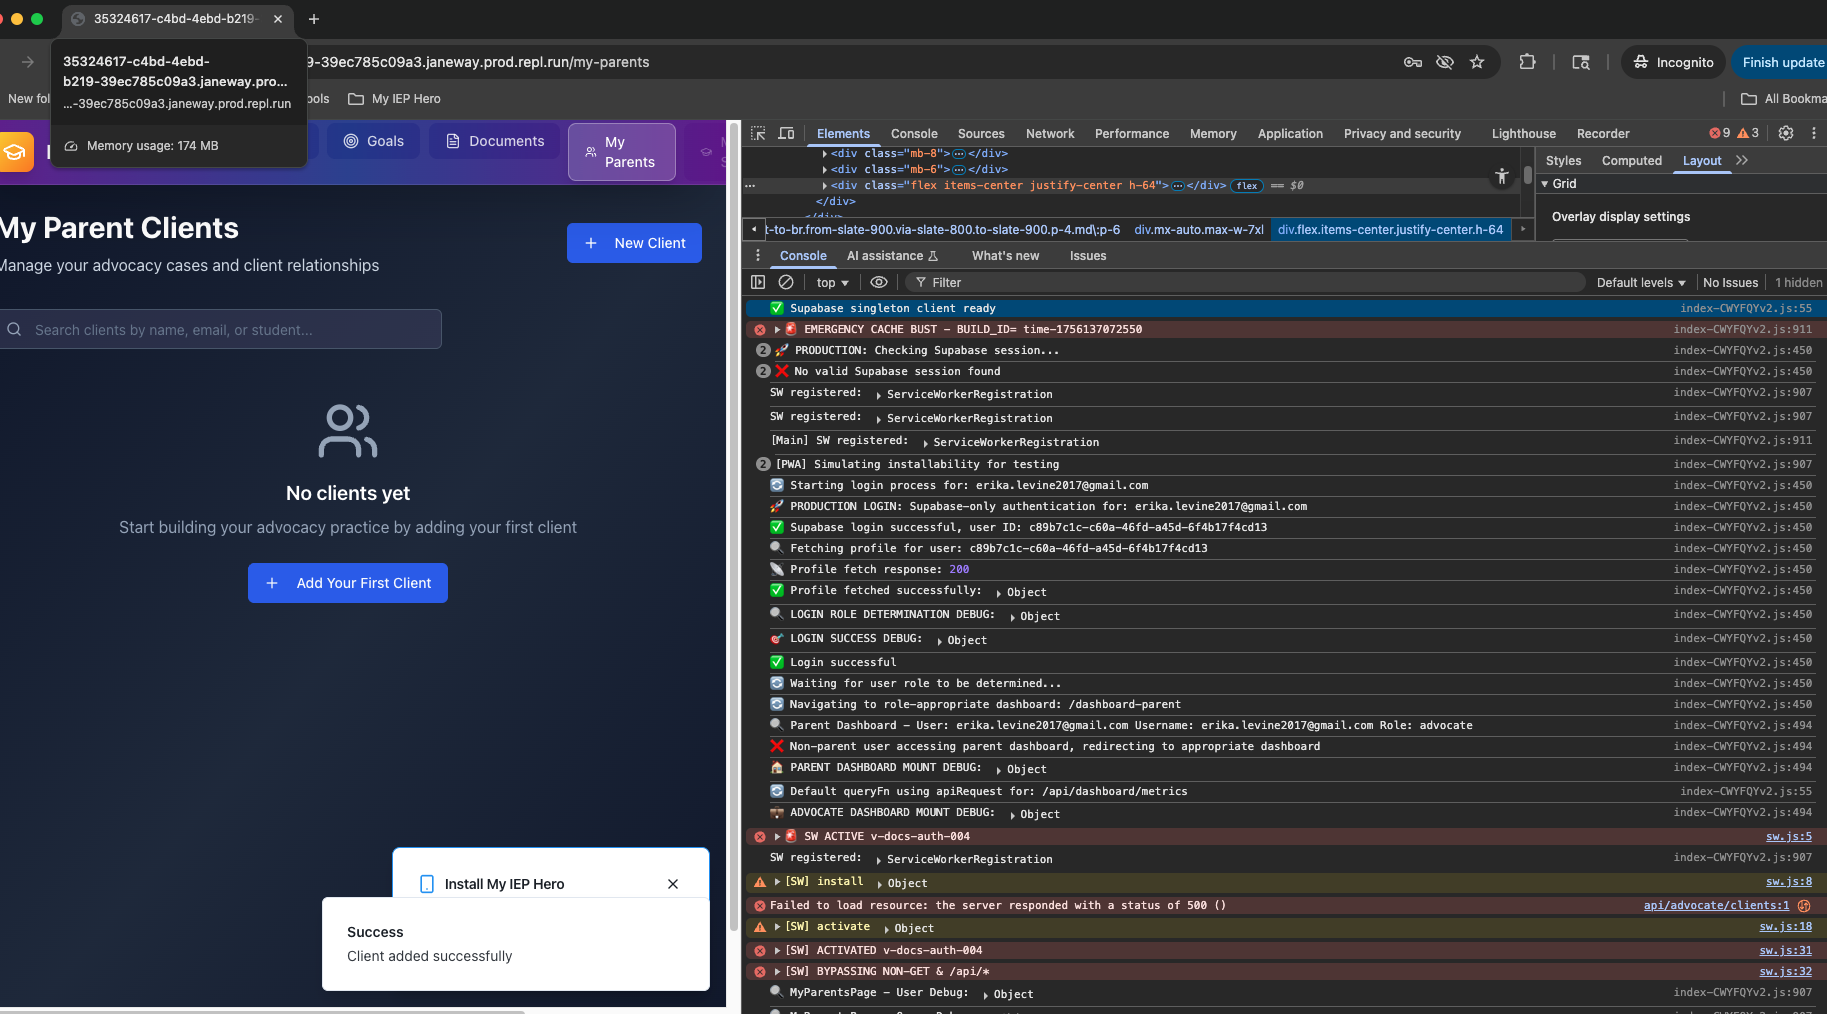 35324617-c4bd-4ebd-b219-
35324617-c4bd-4ebd-
b219-39ec785c09a3.janeway.pro...
...-39ec785c09a3.janeway.prod.repl.run
Memory usage: 174 MB
9-39ec785c09a3.janeway.prod.repl.run/my-parents
Incognito
Finish update
New fol
ools
My IEP Hero
All Bookma
Goals
Documents
My
Parents
My Parent Clients
Manage your advocacy cases and client relationships
New Client
Search clients by name, email, or student...
No clients yet
Start building your advocacy practice by adding your first client
Add Your First Client
Install My IEP Hero
Success
Client added successfully
Elements
Console
Sources
Network
Performance
Memory
Application
Privacy and security
Lighthouse
Recorder
9
3
<div class="mb-8"> </div>
<div class="mb-6"> </div>
<div class="flex items-center justify-center h-64"> </div> flex == $0
</div>
</div>
Styles
Computed
Layout
Grid
Overlay display settings
t-to-br.from-slate-900.via-slate-800.to-slate-900.p-4.md\:p-6
div.mx-auto.max-w-7xl
div.flex.items-center.justify-center.h-64
Console
AI assistance
What's new
Issues
top
Filter
Default levels
No Issues
1 hidden
✅ Supabase singleton client ready index-CWYFQYv2.js:55
🚨 EMERGENCY CACHE BUST - BUILD_ID= time-1756137072550 index-CWYFQYv2.js:911
2 🚀 PRODUCTION: Checking Supabase session... index-CWYFQYv2.js:450
2 ❌ No valid Supabase session found index-CWYFQYv2.js:450
SW registered: ServiceWorkerRegistration index-CWYFQYv2.js:907
SW registered: ServiceWorkerRegistration index-CWYFQYv2.js:907
[Main] SW registered: ServiceWorkerRegistration index-CWYFQYv2.js:911
2 [PWA] Simulating installability for testing index-CWYFQYv2.js:907
🔄 Starting login process for: erika.levine2017@gmail.com index-CWYFQYv2.js:450
🚀 PRODUCTION LOGIN: Supabase-only authentication for: erika.levine2017@gmail.com index-CWYFQYv2.js:450
✅ Supabase login successful, user ID: c89b7c1c-c60a-46fd-a45d-6f4b17f4cd13 index-CWYFQYv2.js:450
🔍 Fetching profile for user: c89b7c1c-c60a-46fd-a45d-6f4b17f4cd13 index-CWYFQYv2.js:450
📡 Profile fetch response: 200 index-CWYFQYv2.js:450
✅ Profile fetched successfully: Object index-CWYFQYv2.js:450
🔍 LOGIN ROLE DETERMINATION DEBUG: Object index-CWYFQYv2.js:450
🎯 LOGIN SUCCESS DEBUG: Object index-CWYFQYv2.js:450
✅ Login successful index-CWYFQYv2.js:450
🔄 Waiting for user role to be determined... index-CWYFQYv2.js:450
🔄 Navigating to role-appropriate dashboard: /dashboard-parent index-CWYFQYv2.js:450
🔍 Parent Dashboard - User: erika.levine2017@gmail.com Username: erika.levine2017@gmail.com Role: advocate index-CWYFQYv2.js:494
❌ Non-parent user accessing parent dashboard, redirecting to appropriate dashboard index-CWYFQYv2.js:494
🏠 PARENT DASHBOARD MOUNT DEBUG: Object index-CWYFQYv2.js:494
🔄 Default queryFn using apiRequest for: /api/dashboard/metrics index-CWYFQYv2.js:55
💼 ADVOCATE DASHBOARD MOUNT DEBUG: Object index-CWYFQYv2.js:494
🚨 SW ACTIVE v-docs-auth-004 sw.js:5
SW registered: ServiceWorkerRegistration index-CWYFQYv2.js:907
[SW] install Object sw.js:8
Failed to load resource: the server responded with a status of 500 () api/advocate/clients:1
[SW] activate Object sw.js:18
[SW] ACTIVATED v-docs-auth-004 sw.js:31
[SW] BYPASSING NON-GET & /api/* sw.js:32
🔍 MyParentsPage - User Debug: Object index-CWYFQYv2.js:907